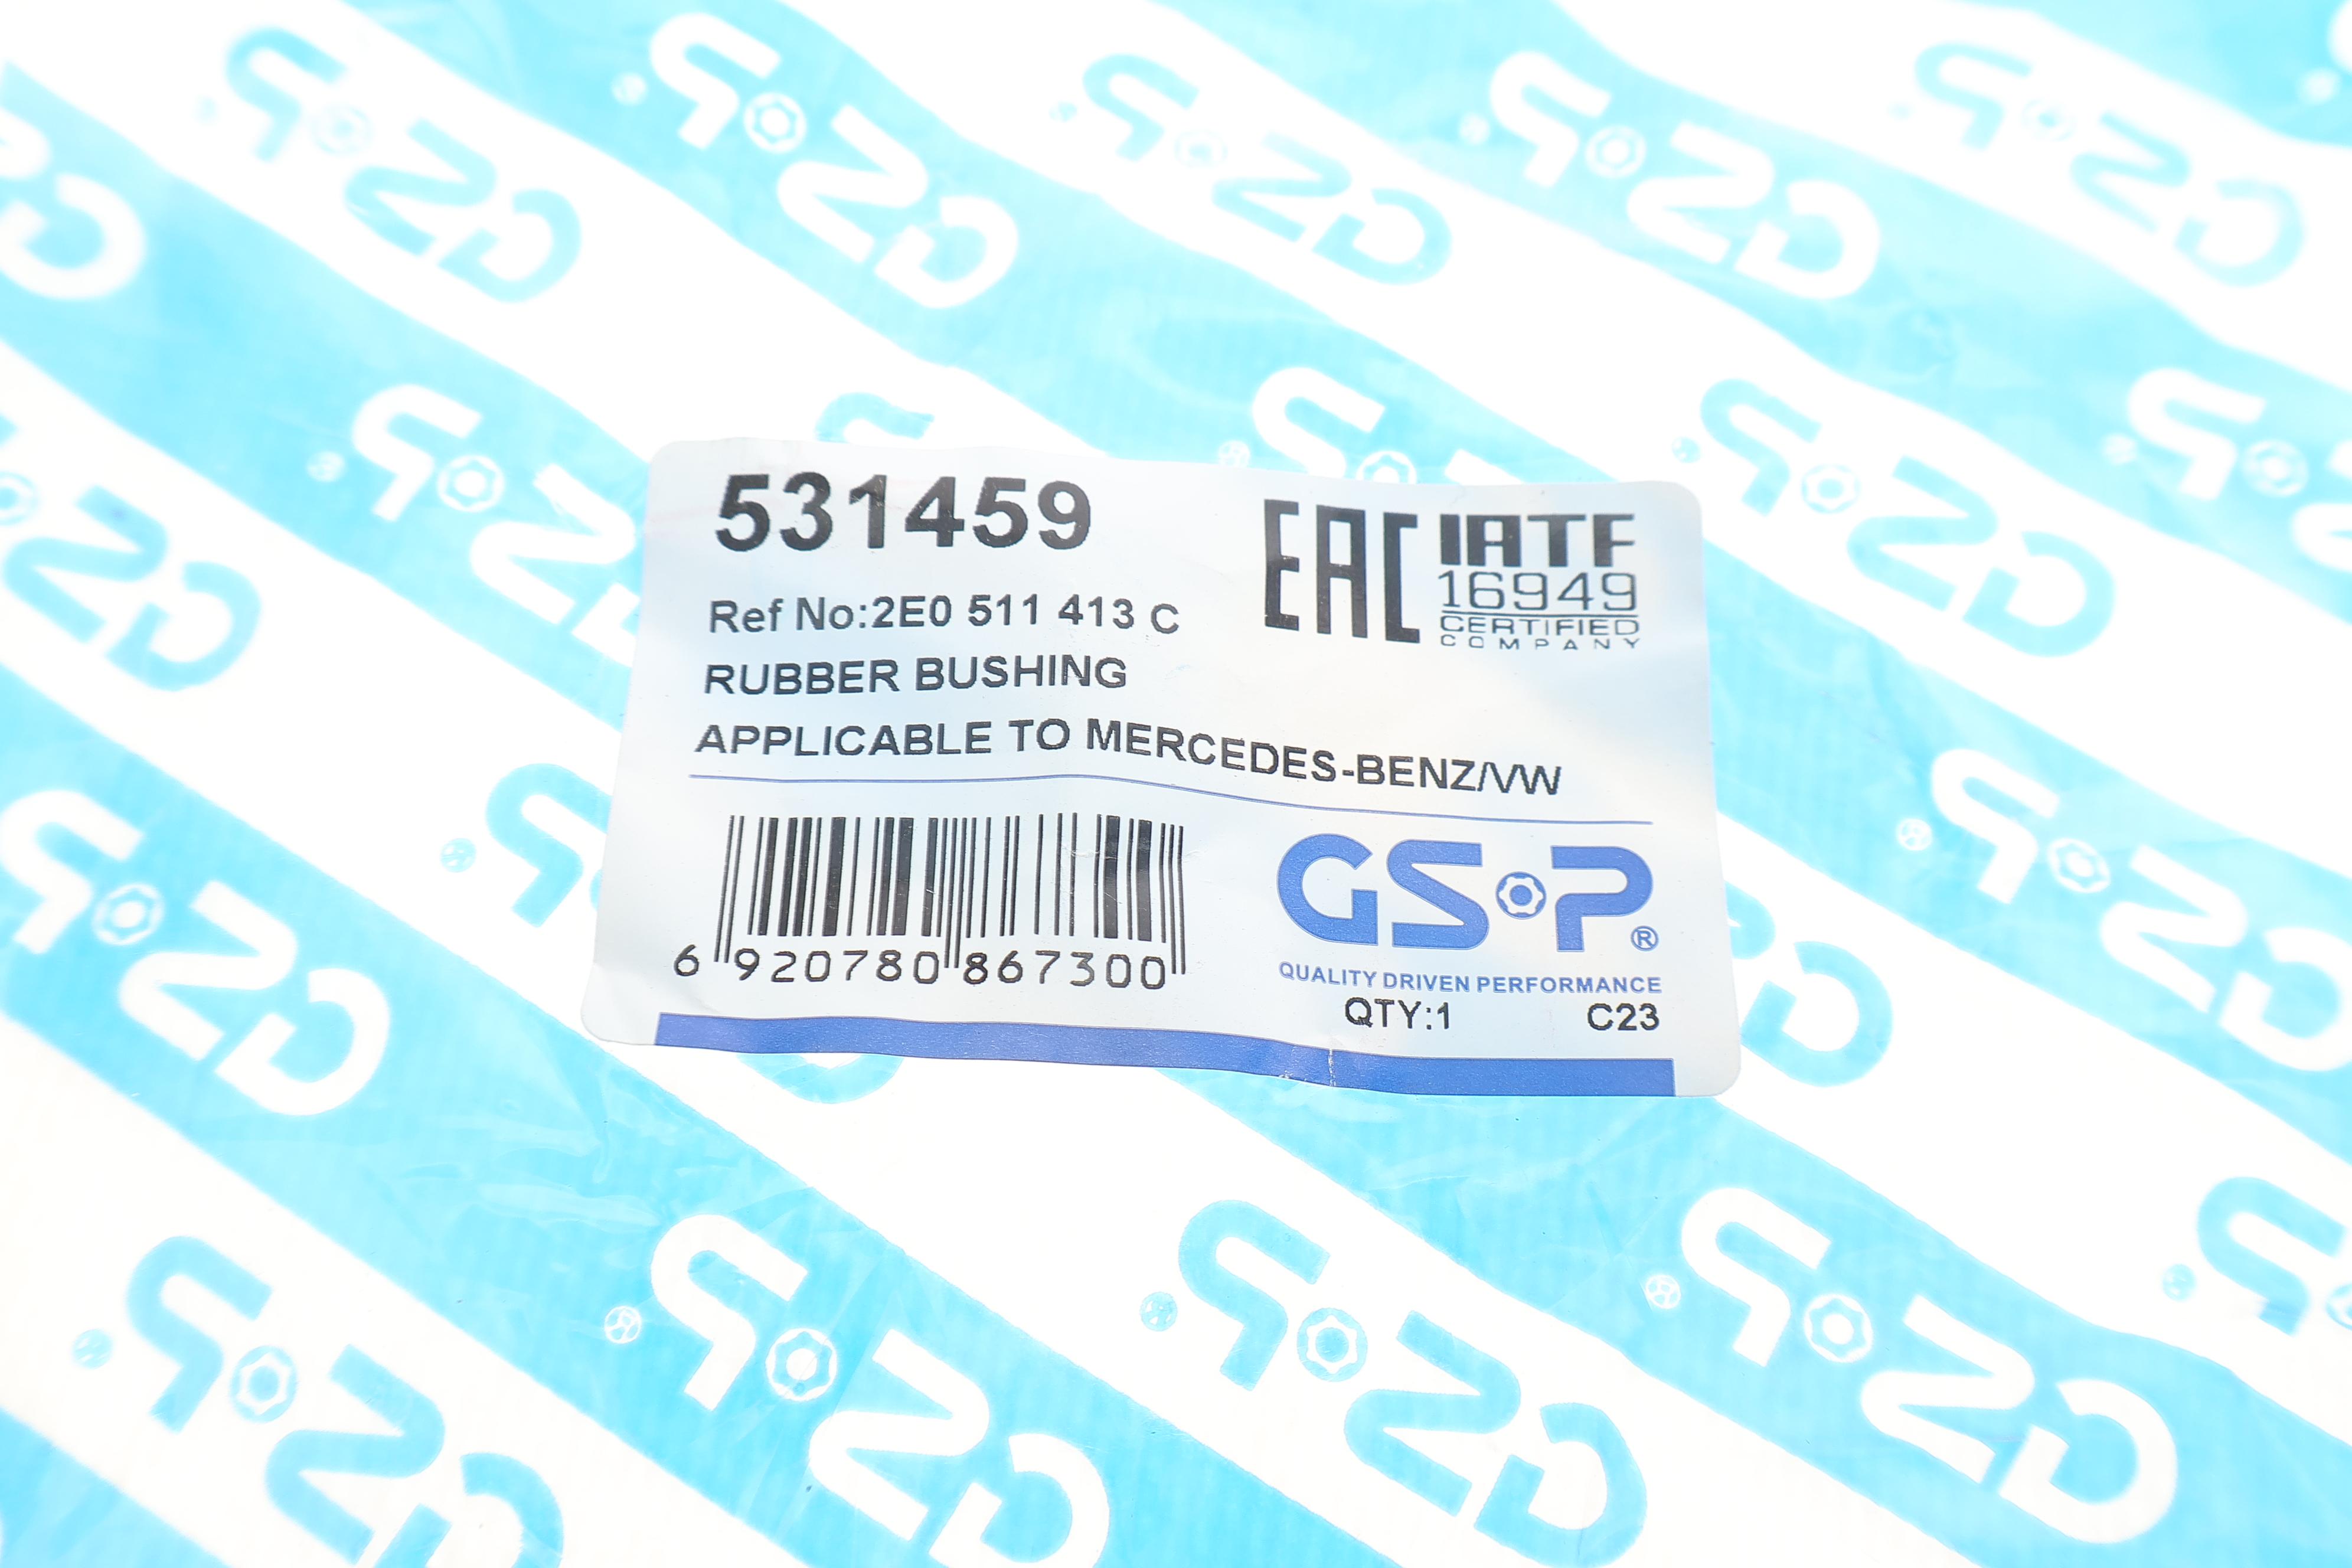 531459
EAC
IATF
16949
CERTIFIED
COMPANY
Ref No:2E0 511 413 C
RUBBER BUSHING
APPLICABLE TO MERCEDES-BENZ/VW
6 920780 867300
GSP®
QUALITY DRIVEN PERFORMANCE
QTY:1 C23